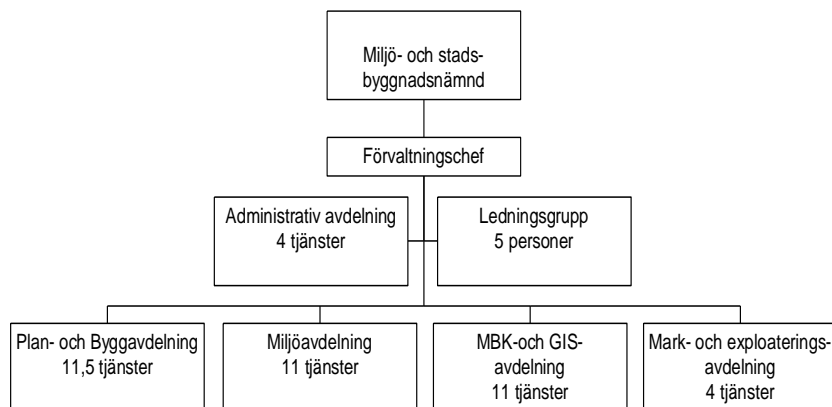 Miljö- och stads-
byggnadsnämnd
Förvaltningschef
Administrativ avdelning
4 tjänster
Ledningsgrupp
5 personer
Plan- och Byggavdelning
11,5 tjänster
Miljöavdelning
11 tjänster
MBK-och GIS-
avdelning
11 tjänster
Mark- och exploaterings-
avdelning
4 tjänster